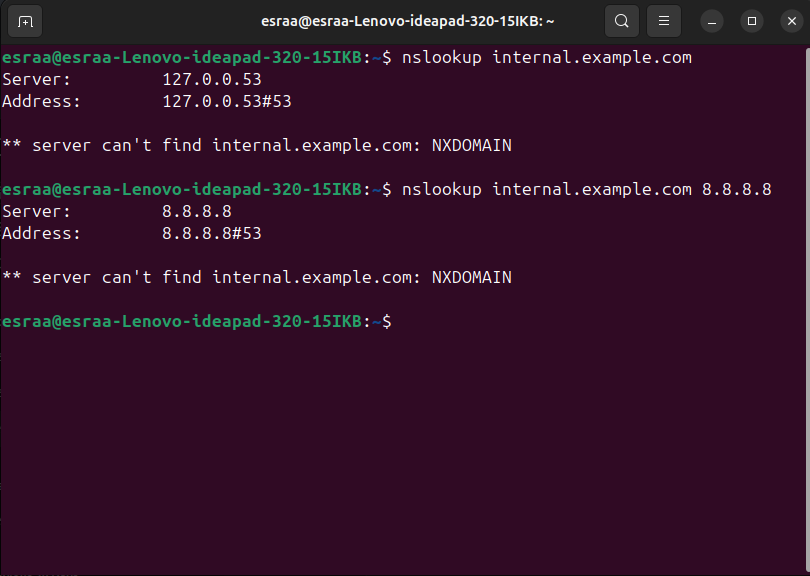 esraa@esraa-Lenovo-ideapad-320-15IKB: ~
esraa@esraa-Lenovo-ideapad-320-15IKB:~$ nslookup internal.example.com
Server:         127.0.0.53
Address:        127.0.0.53#53
** server can't find internal.example.com: NXDOMAIN
esraa@esraa-Lenovo-ideapad-320-15IKB:~$ nslookup internal.example.com 8.8.8.8
Server:         8.8.8.8
Address:        8.8.8.8#53
** server can't find internal.example.com: NXDOMAIN
esraa@esraa-Lenovo-ideapad-320-15IKB:~$